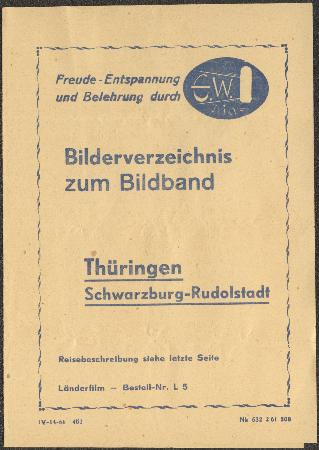 Freude-Entspannung
und Belehrung durch
E.W.
Bilderverzeichnis
zum Bildband
Thüringen
Schwarzburg-Rudolstadt
Reisebeschreibung siehe letzte Seite
Länderfilm – Bestell-Nr. L 5